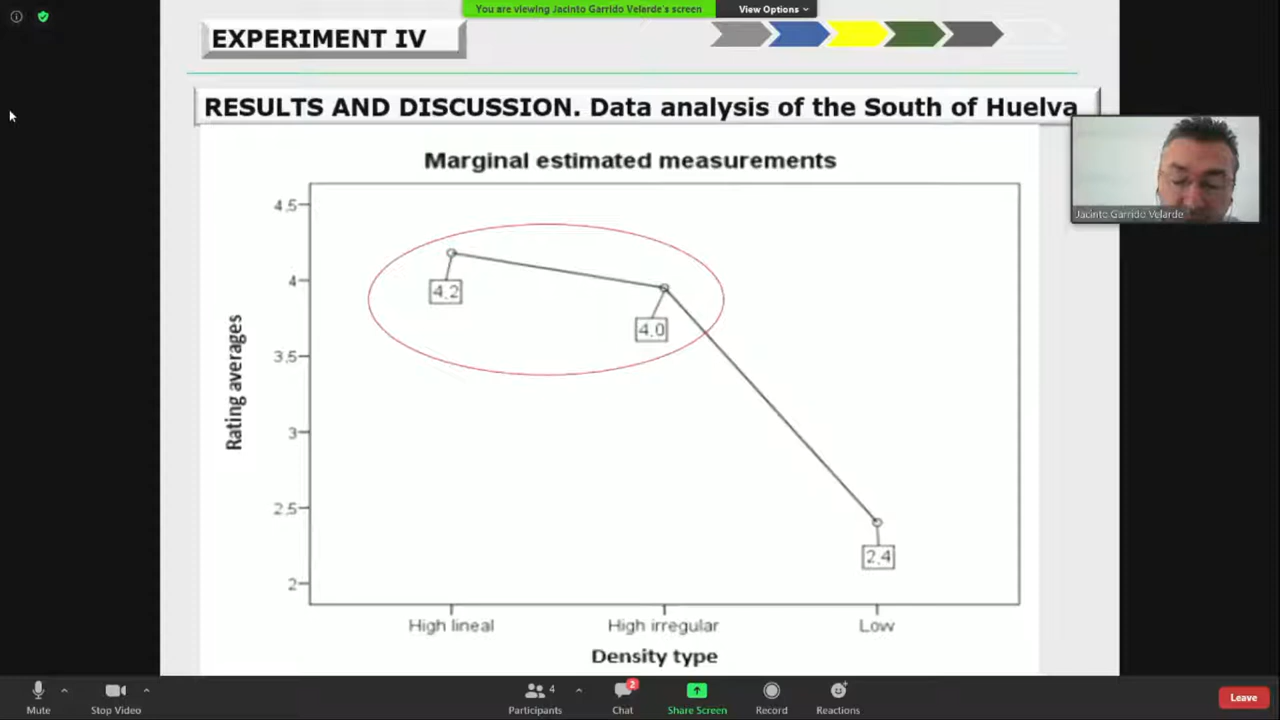 You are viewing Jacinto Garrido Velarde's screen
View Options
EXPERIMENT IV
RESULTS AND DISCUSSION. Data analysis of the South of Huelva
Jacinto Garrido Velarde
Marginal estimated measurements
4.5
4
3.5
3
2.5
2
Rating averages
4.2
4.0
2.4
High lineal
High irregular
Low
Density type
Mute
Stop Video
4
Participants
2
Chat
Share Screen
Record
Reactions
Leave